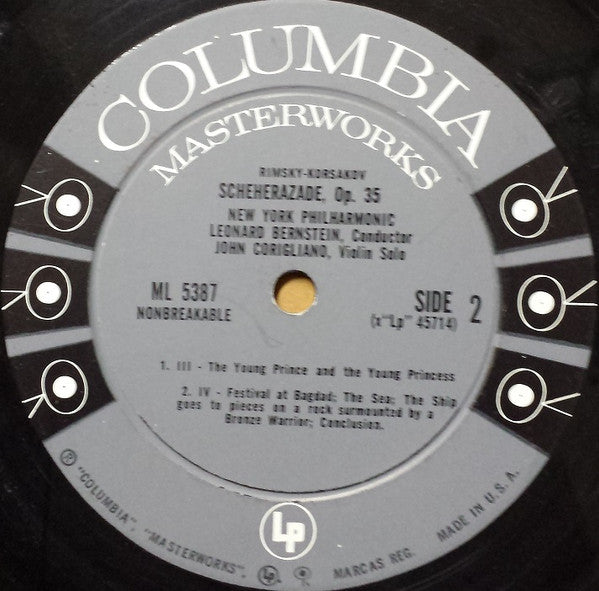 COLUMBIA
MASTERWORKS
RIMSKY-KORSAKOV
SCHEHERAZADE, Op. 35
NEW YORK PHILHARMONIC
LEONARD BERNSTEIN, Conductor
JOHN CORIGLIANO, Violin Solo
ML 5387
NONBREAKABLE
SIDE 2
(x"Lp" 45714)
1. III - The Young Prince and the Young Princess
2. IV - Festival at Bagdad; The Sea; The Ship
goes to pieces on a rock surmounted by a
Bronze Warrior; Conclusion.
LP
Ⓡ "COLUMBIA", "MASTERWORKS", LP, MARCAS REG. MADE IN U.S.A.